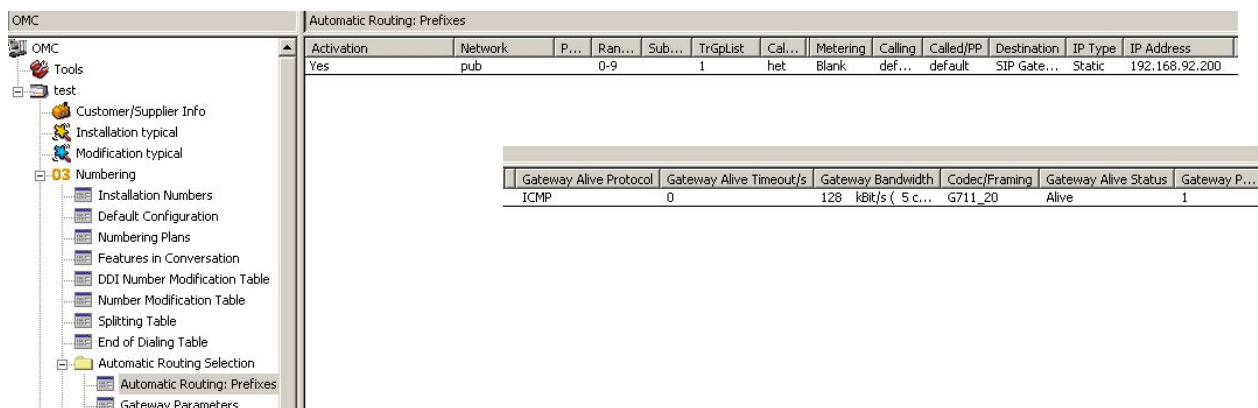 OMC
Automatic Routing: Prefixes
OMC
Tools
test
Customer/Supplier Info
Installation typical
Modification typical
03 Numbering
Installation Numbers
Default Configuration
Numbering Plans
Features in Conversation
DDI Number Modification Table
Number Modification Table
Splitting Table
End of Dialing Table
Automatic Routing Selection
Automatic Routing: Prefixes
Gateway Parameters
Activation Network P... Ran... Sub... TrGpList Cal... Metering Calling Called/PP Destination IP Type IP Address
Yes pub 0-9 1 het Blank def... default SIP Gate... Static 192.168.92.200
Gateway Alive Protocol Gateway Alive Timeout/s Gateway Bandwidth Codec/Framing Gateway Alive Status Gateway P...
ICMP 0 128 kBit/s ( 5 c... G711_20 Alive 1